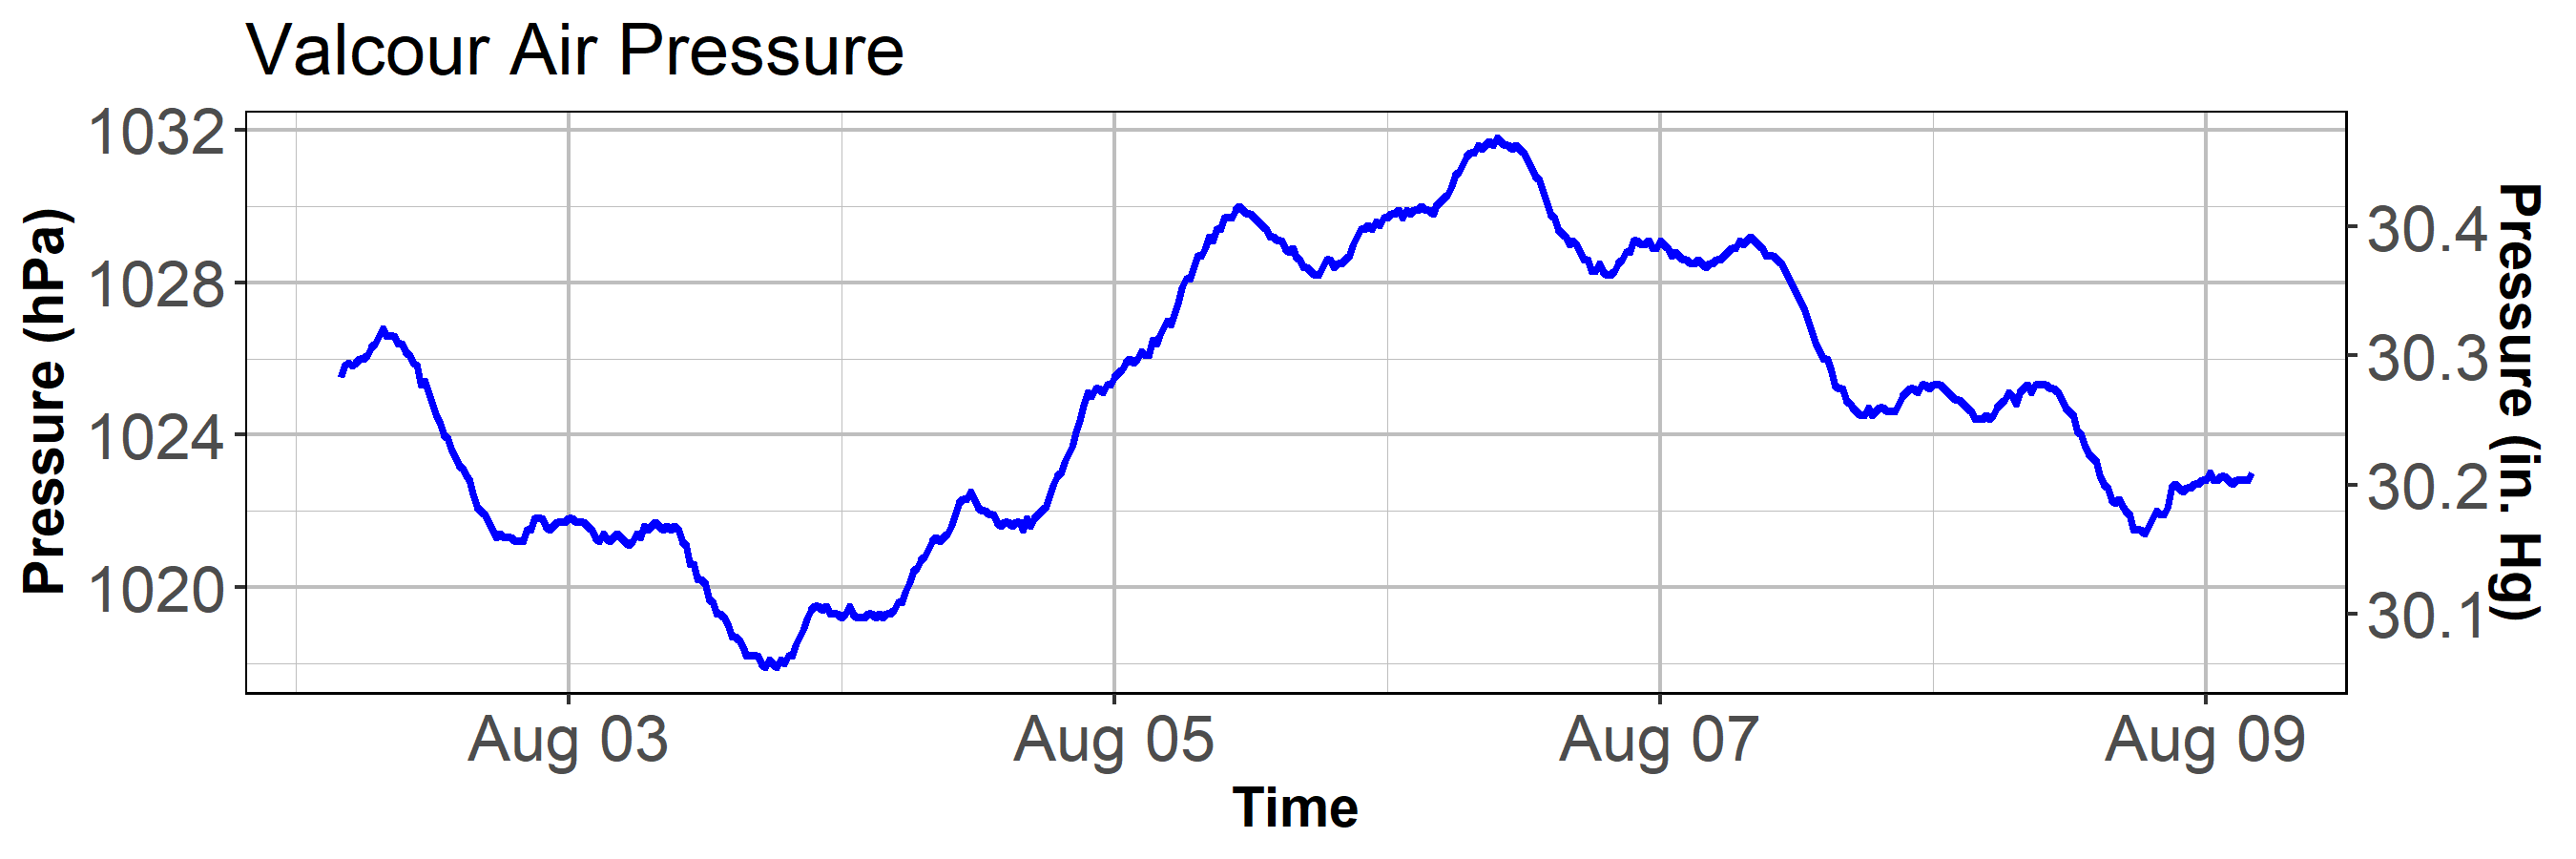 Valcour Air Pressure
1032
1028
1024
1020
Pressure (hPa)
30.4
30.3
30.2
30.1
Pressure (in. Hg)
Aug 03
Aug 05
Aug 07
Aug 09
Time